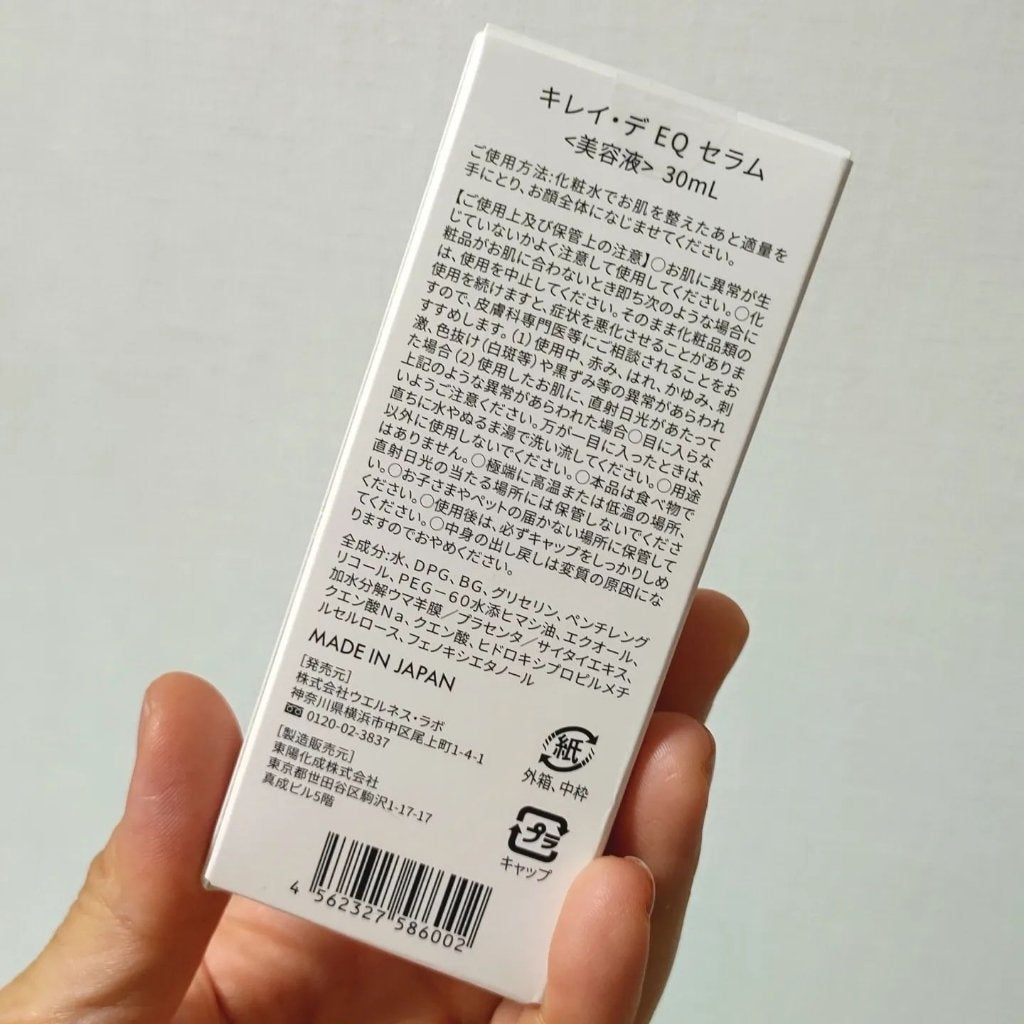 キレイ・デ EQ セラム
<美容液> 30mL
ご使用方法:化粧水でお肌を整えたあと適量を
手にとり、お顔全体になじませてください。
【ご使用上及び保管上の注意】○お肌に異常が生
じていないかよく注意して使用してください。○化
粧品がお肌に合わないとき即ち次のような場合に
は、使用を中止してください。そのまま化粧品類の
使用を続けますと、症状を悪化させることがありま
すので、皮膚科専門医等にご相談されることをお
すすめします。(1)使用中、赤み、はれ、かゆみ、刺
激、色抜け(白斑等)や黒ずみ等の異常があらわれ
た場合(2)使用したお肌に、直射日光があたって
上記のような異常があらわれた場合○目に入らな
いようご注意ください。万が一目に入ったときは、
直ちに水やぬるま湯で洗い流してください。○用途
以外に使用しないでください。○本品は食べ物で
はありません。○極端に高温または低温の場所、
直射日光の当たる場所には保管しないでくださ
い。○お子さまやペットの届かない場所に保管して
ください。○使用後は、必ずキャップをしっかりしめ
てください。○中身の出し戻しは変質の原因にな
りますのでおやめください。
全成分:水、DPG、BG、グリセリン、ペンチレング
リコール、PEG－60水添ヒマシ油、エクオール、
加水分解ウマ羊膜／プラセンタ／サイタイエキス、
クエン酸Na、クエン酸、ヒドロキシプロピルメチ
ルセルロース、フェノキシエタノール
MADE IN JAPAN
[発売元]
株式会社ウエルネス・ラボ
神奈川県横浜市中区尾上町1-4-1
0120-02-3837
[製造販売元]
東陽化成株式会社
東京都世田谷区駒沢1-17-17
真成ビル5階
紙
外箱、中枠
プラ
キャップ
4 562327 586002